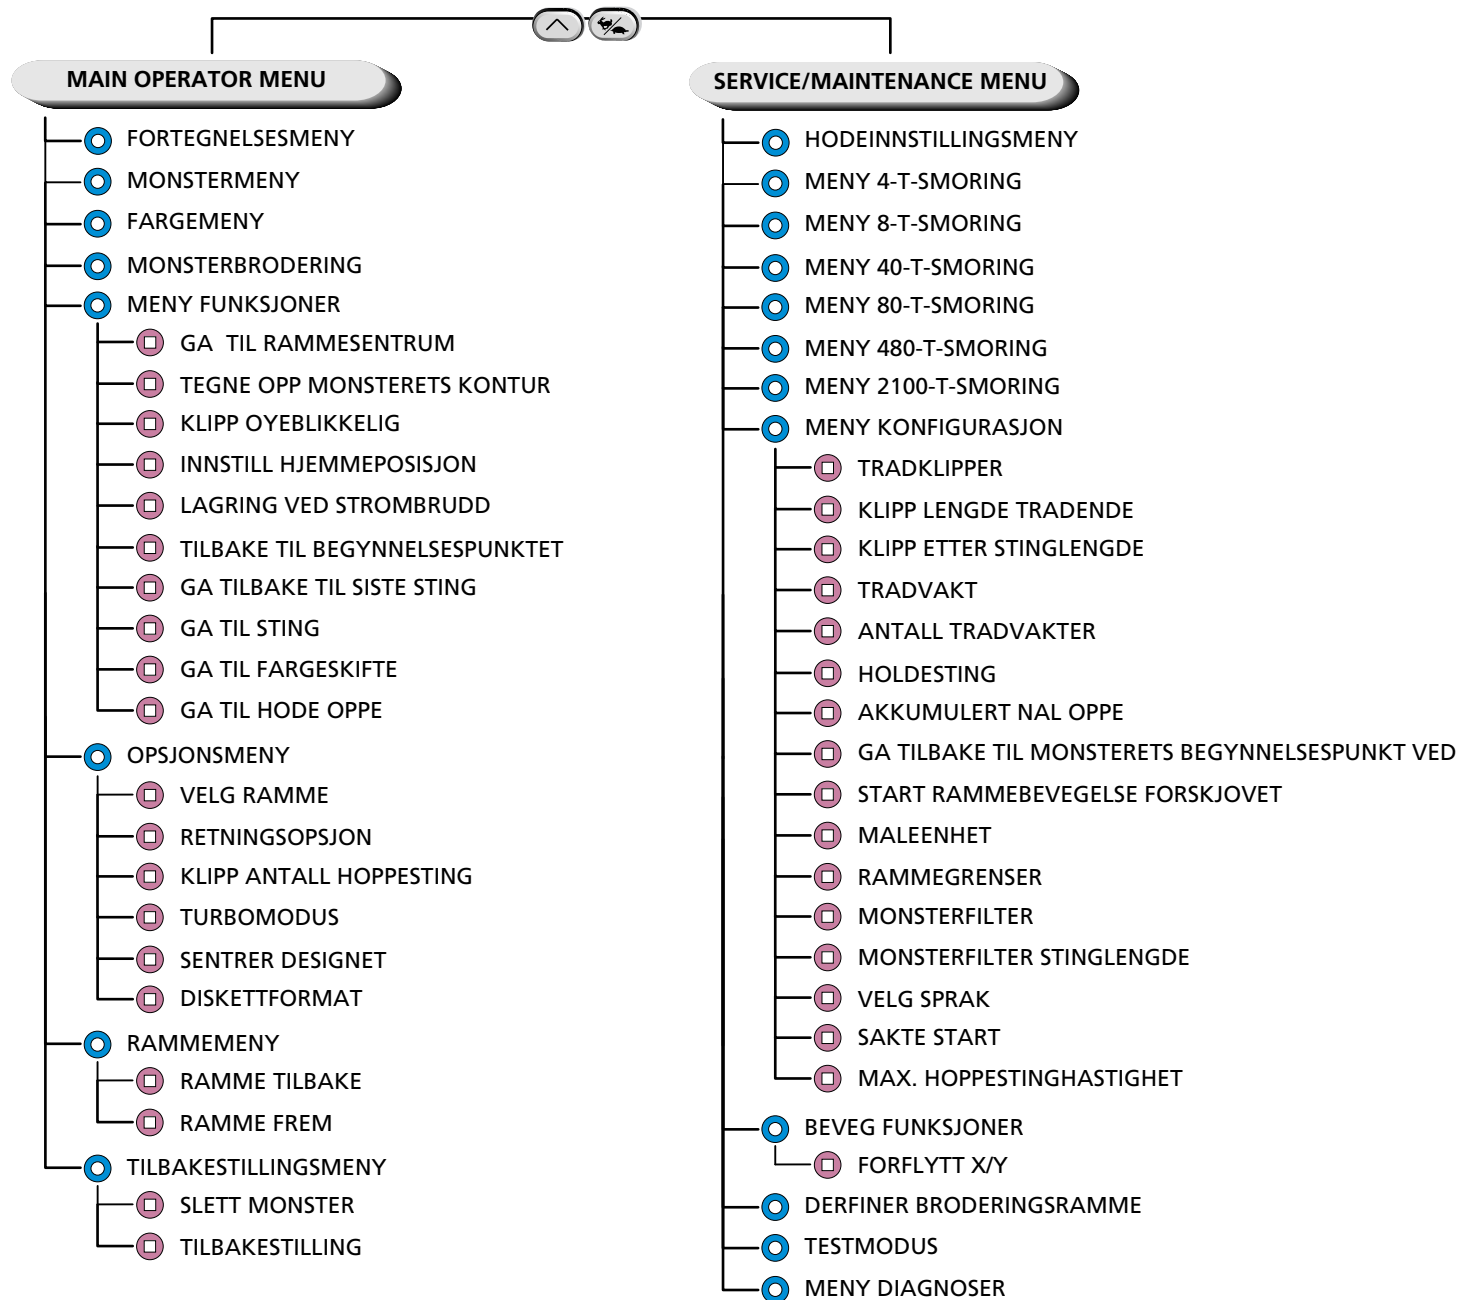 MAIN OPERATOR MENU
FORTEGNELSESMENY
MONSTERMENY
FARGEMENY
MONSTERBRODERING
MENY FUNKSJONER
GA TIL RAMMESENTRUM
TEGNE OPP MONSTERETS KONTUR
KLIPP OYEBLIKKELIG
INNSTILL HJEMMEPOSISJON
LAGRING VED STROMBRUDD
TILBAKE TIL BEGYNNELSESPUNKTET
GA TILBAKE TIL SISTE STING
GA TIL STING
GA TIL FARGESKIFTE
GA TIL HODE OPPE
OPSJONSMENY
VELG RAMME
RETNINGSOPSJON
KLIPP ANTALL HOPPESTING
TURBOMODUS
SENTRER DESIGNET
DISKETTFORMAT
RAMMEMENY
RAMME TILBAKE
RAMME FREM
TILBAKESTILLINGSMENY
SLETT MONSTER
TILBAKESTILLING
SERVICE/MAINTENANCE MENU
HODEINNSTILLINGSMENY
MENY 4-T-SMORING
MENY 8-T-SMORING
MENY 40-T-SMORING
MENY 80-T-SMORING
MENY 480-T-SMORING
MENY 2100-T-SMORING
MENY KONFIGURASJON
TRADKLIPPER
KLIPP LENGDE TRADENDE
KLIPP ETTER STINGLENGDE
TRADVAKT
ANTALL TRADVAKTER
HOLDESTING
AKKUMULERT NAL OPPE
GA TILBAKE TIL MONSTERETS BEGYNNELSESPUNKT VED
START RAMMEBEVEGELSE FORSKJOVET
MALEENHET
RAMMEGRENSER
MONSTERFILTER
MONSTERFILTER STINGLENGDE
VELG SPRAK
SAKTE START
MAX. HOPPESTINGHASTIGHET
BEVEG FUNKSJONER
FORFLYTT X/Y
DERFINER BRODERINGSRAMME
TESTMODUS
MENY DIAGNOSER